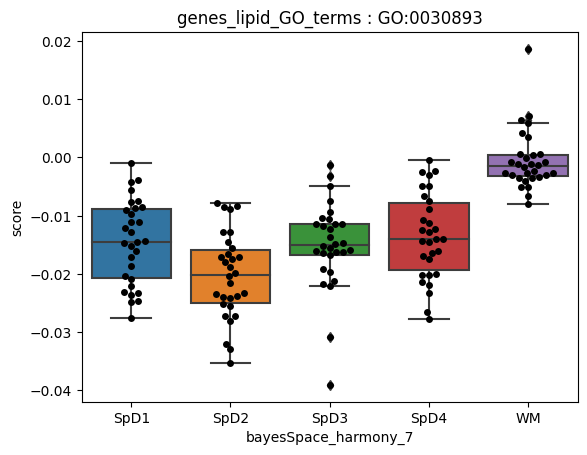 genes_lipid_GO_terms : GO:0030893
0.02
0.01
0.00
−0.01
−0.02
−0.03
−0.04
score
SpD1 SpD2 SpD3 SpD4 WM
bayesSpace_harmony_7